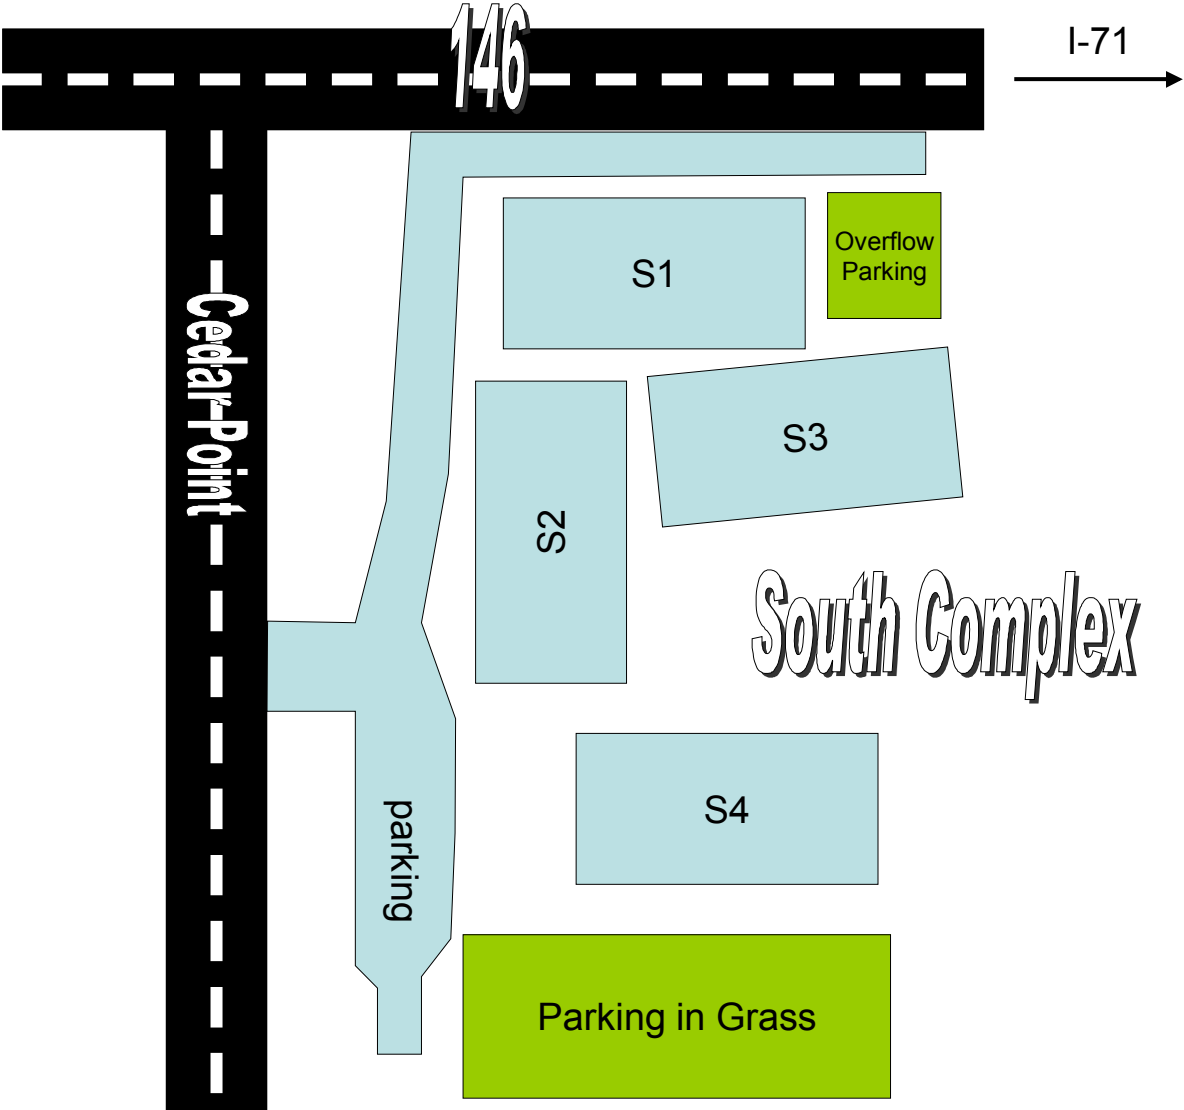 146
I-71
Overflow
Parking
S1
Cedar Point
S3
S2
South Complex
S4
parking
Parking in Grass